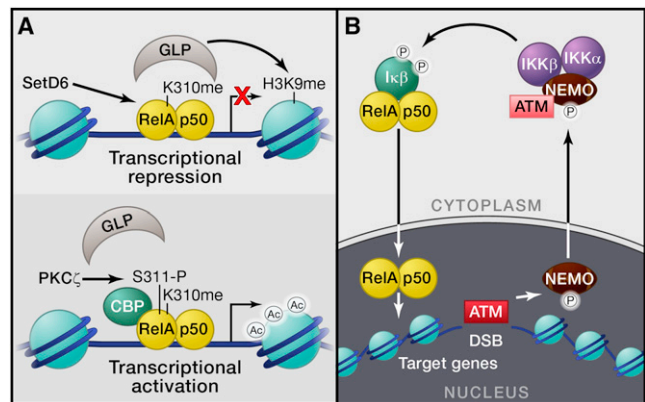 A
GLP
SetD6
K310me
X
H3K9me
RelA p50
Transcriptional
repression
GLP
PKCζ
S311-P
CBP
K310me
RelA p50
Ac Ac Ac
Transcriptional
activation
B
P
P
Iκβ
RelA p50
IKKβ IKKα
NEMO
ATM
P
CYTOPLASM
RelA p50
NEMO
P
ATM
DSB
Target genes
NUCLEUS